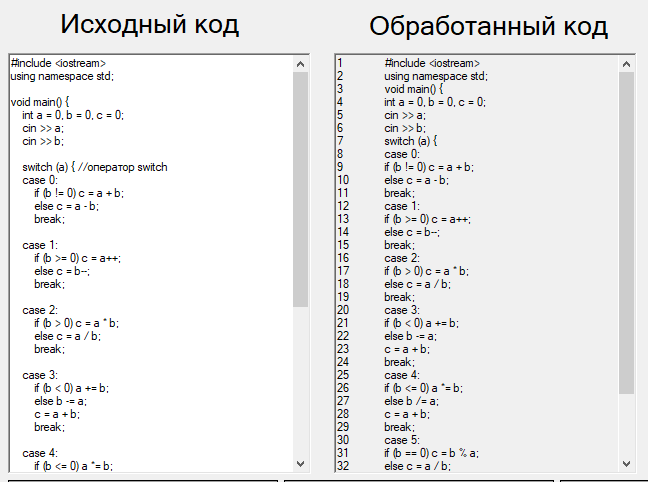 Исходный код
Обработанный код
#include <iostream>
using namespace std;
void main() {
int a = 0, b = 0, c = 0;
cin >> a;
cin >> b;
switch (a) { //оператор switch
case 0:
if (b != 0) c = a + b;
else c = a - b;
break;
case 1:
if (b >= 0) c = a++;
else c = b--;
break;
case 2:
if (b > 0) c = a * b;
else c = a / b;
break;
case 3:
if (b < 0) a += b;
else b -= a;
c = a + b;
break;
case 4:
if (b <= 0) a *= b;
1 #include <iostream>
2 using namespace std;
3 void main() {
4 int a = 0, b = 0, c = 0;
5 cin >> a;
6 cin >> b;
7 switch (a) {
8 case 0:
9 if (b != 0) c = a + b;
10 else c = a - b;
11 break;
12 case 1:
13 if (b >= 0) c = a++;
14 else c = b--;
15 break;
16 case 2:
17 if (b > 0) c = a * b;
18 else c = a / b;
19 break;
20 case 3:
21 if (b < 0) a += b;
22 else b -= a;
23 c = a + b;
24 break;
25 case 4:
26 if (b <= 0) a *= b;
27 else b /= a;
28 c = a + b;
29 break;
30 case 5:
31 if (b == 0) c = b % a;
32 else c = a / b;